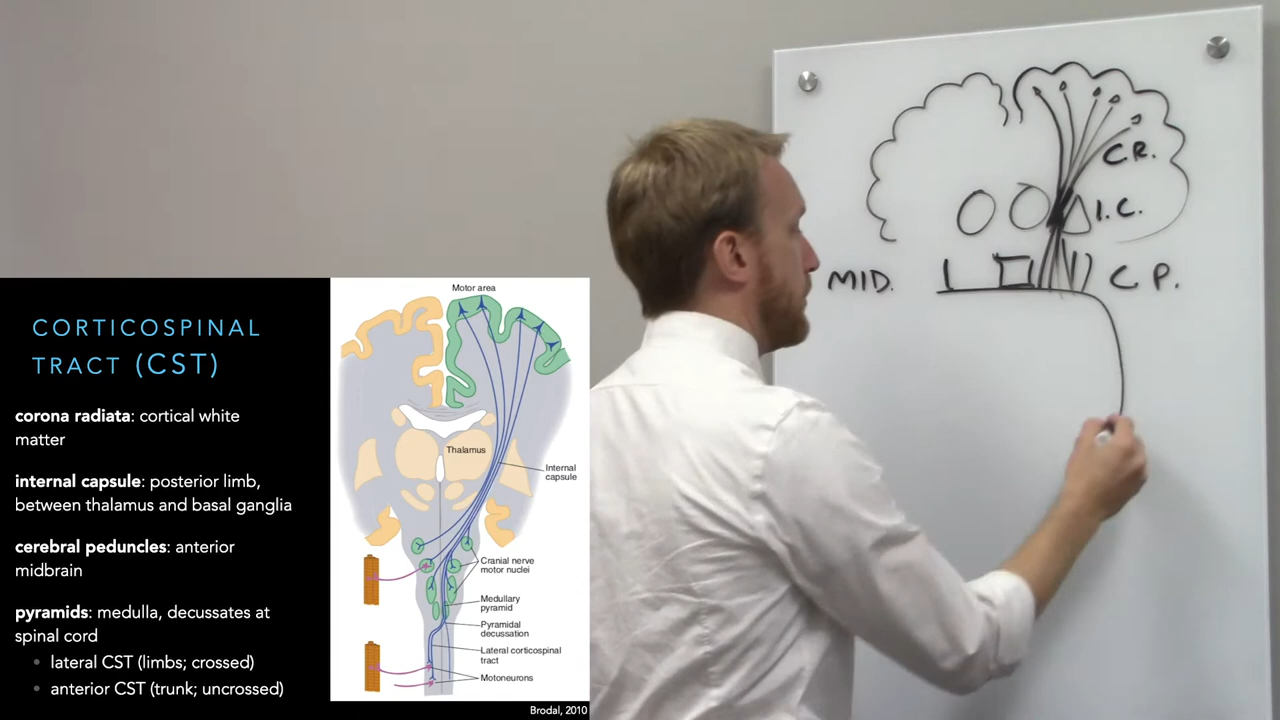 CORTICOSPINAL
TRACT (CST)
corona radiata: cortical white
matter
internal capsule: posterior limb,
between thalamus and basal ganglia
cerebral peduncles: anterior
midbrain
pyramids: medulla, decussates at
spinal cord
• lateral CST (limbs; crossed)
• anterior CST (trunk; uncrossed)
Motor area
Thalamus
Internal
capsule
Cranial nerve
motor nuclei
Medullary
pyramid
Pyramidal
decussation
Lateral corticospinal
tract
Motoneurons
Brodal, 2010
C.R.
I.C.
MID.
C.P.